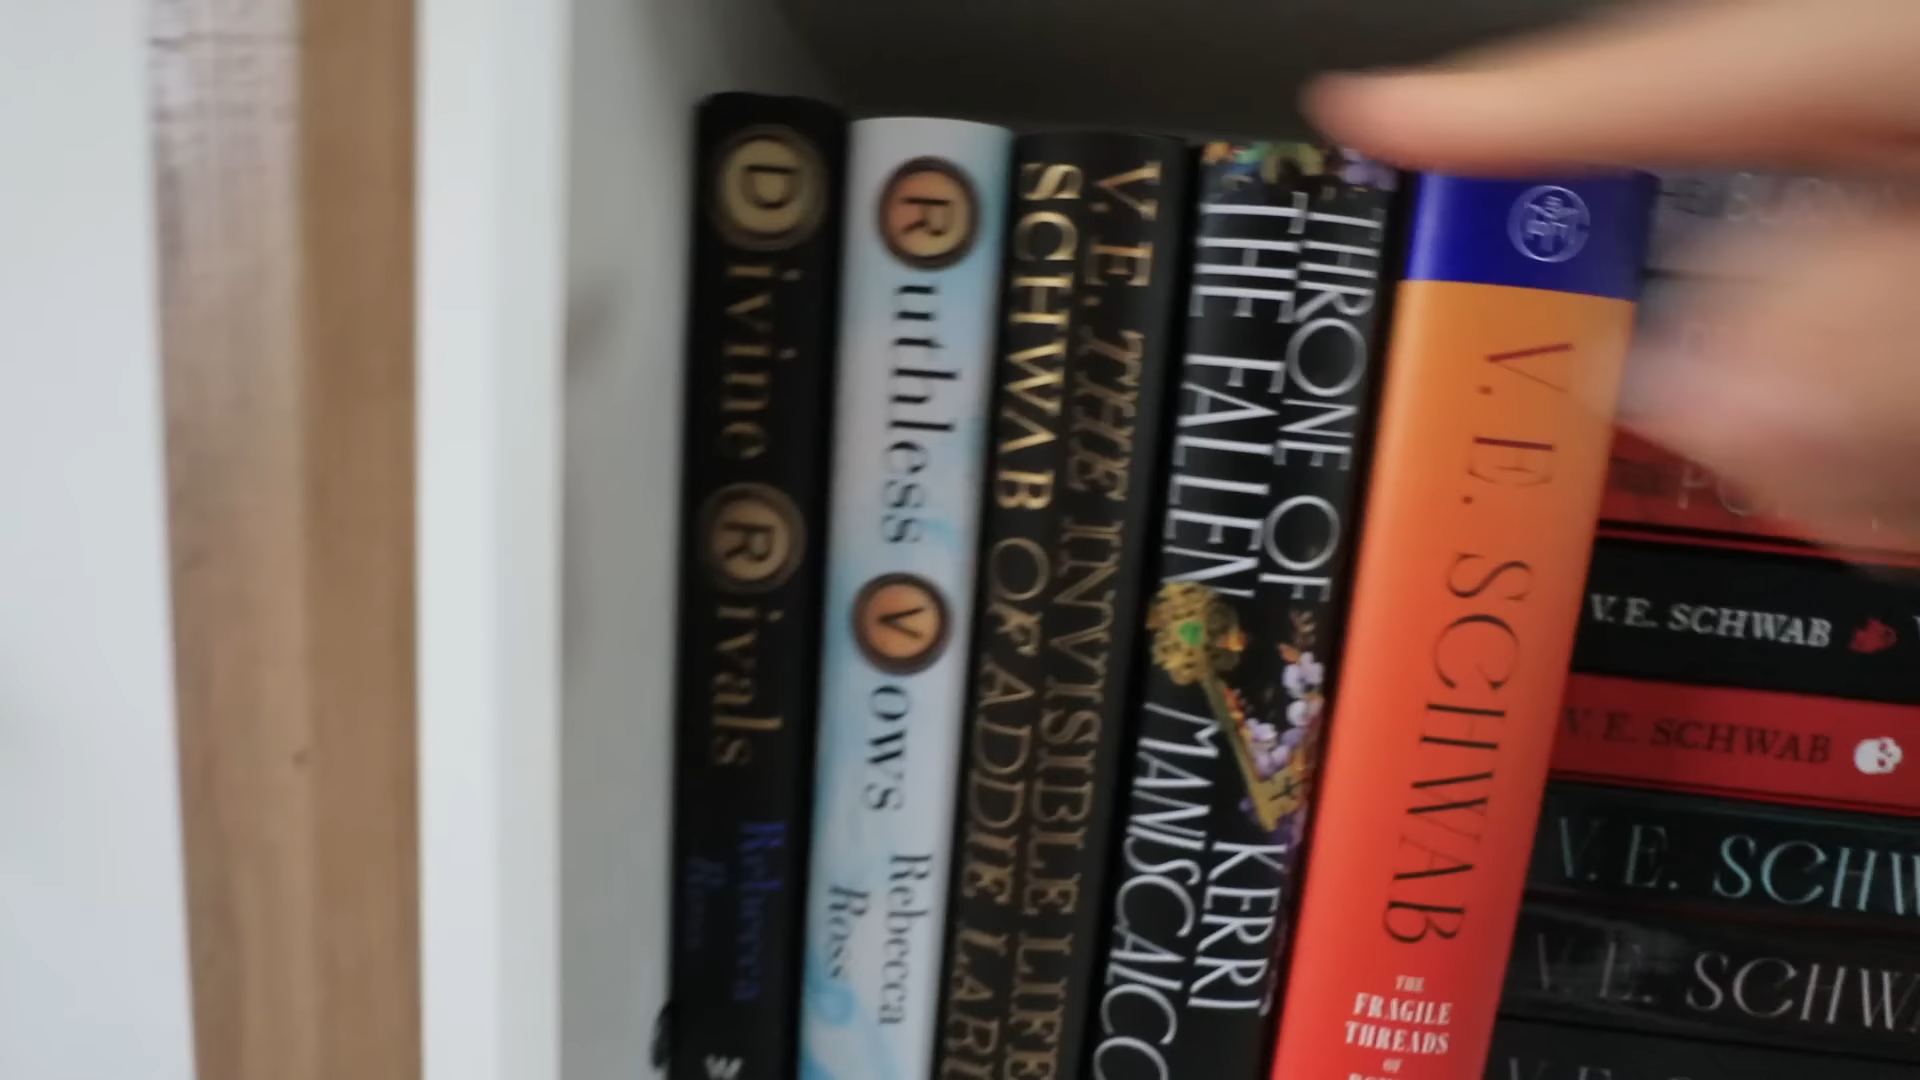 Divine Rivals
Rebecca
Ross
Ruthless Vows
Rebecca
Ross
V. E.
SCHWAB
THE INVISIBLE LIFE
OF ADDIE LARU
THRONE OF
THE FALLEN
KERRI
MANISCALCO
V. E. SCHWAB
THE
FRAGILE
THREADS
OF
V. E. SCHWAB
V. E. SCHWAB
V. E. SCHW
V. E. SCHW